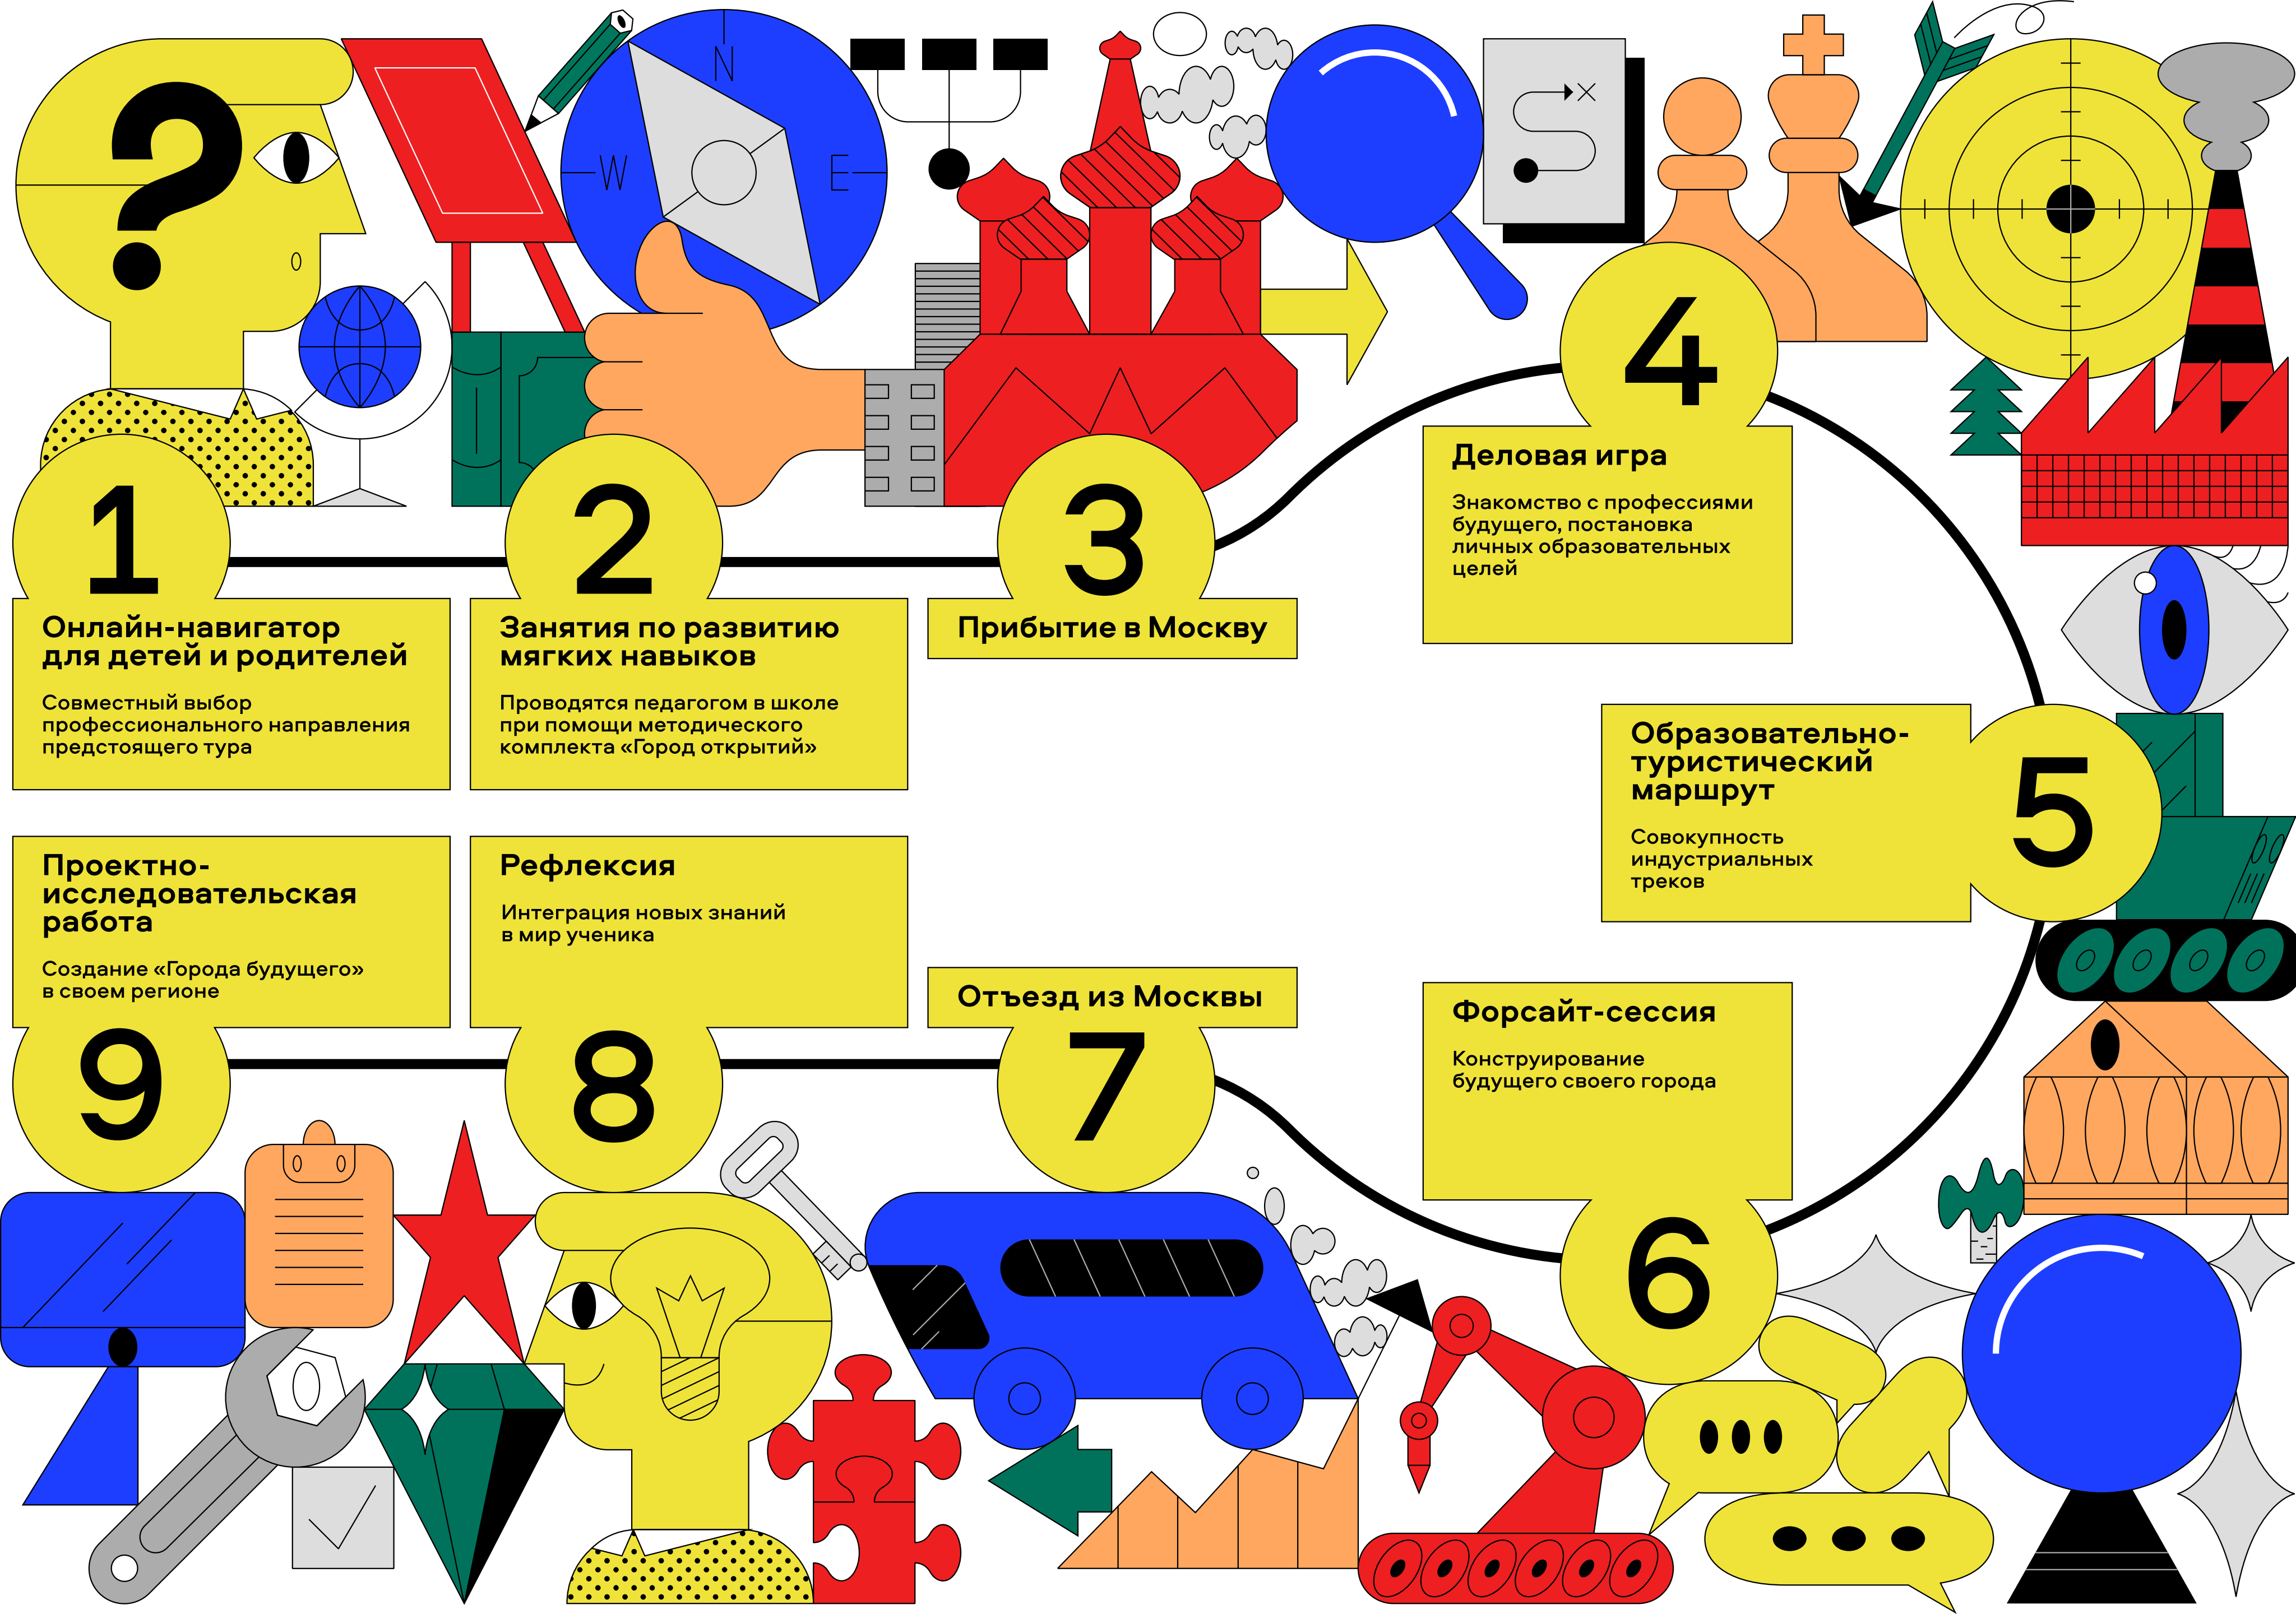 ?
N
W
E
1
Онлайн-навигатор
для детей и родителей
Совместный выбор
профессионального направления
предстоящего тура
2
Занятия по развитию
мягких навыков
Проводятся педагогом в школе
при помощи методического
комплекта «Город открытий»
3
Прибытие в Москву
4
Деловая игра
Знакомство с профессиями
будущего, постановка
личных образовательных
целей
5
Образовательно-
туристический
маршрут
Совокупность
индустриальных
треков
6
Форсайт-сессия
Конструирование
будущего своего города
7
Отъезд из Москвы
8
Рефлексия
Интеграция новых знаний
в мир ученика
9
Проектно-
исследовательская
работа
Создание «Города будущего»
в своем регионе